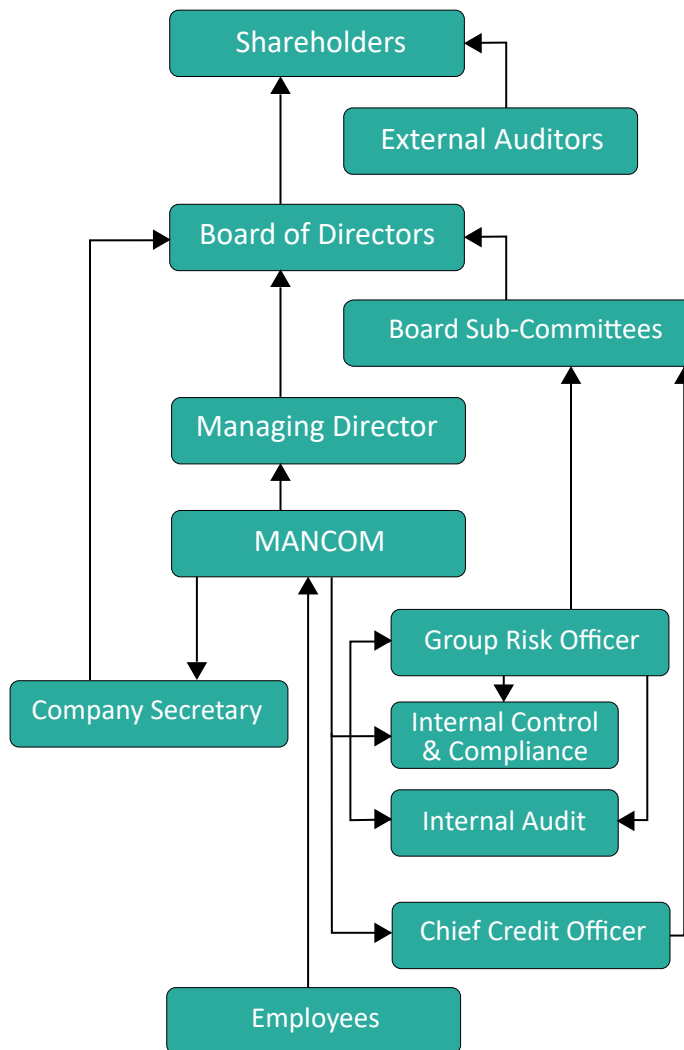 Shareholders
External Auditors
Board of Directors
Board Sub-Committees
Managing Director
MANCOM
Group Risk Officer
Company Secretary
Internal Control
& Compliance
Internal Audit
Chief Credit Officer
Employees